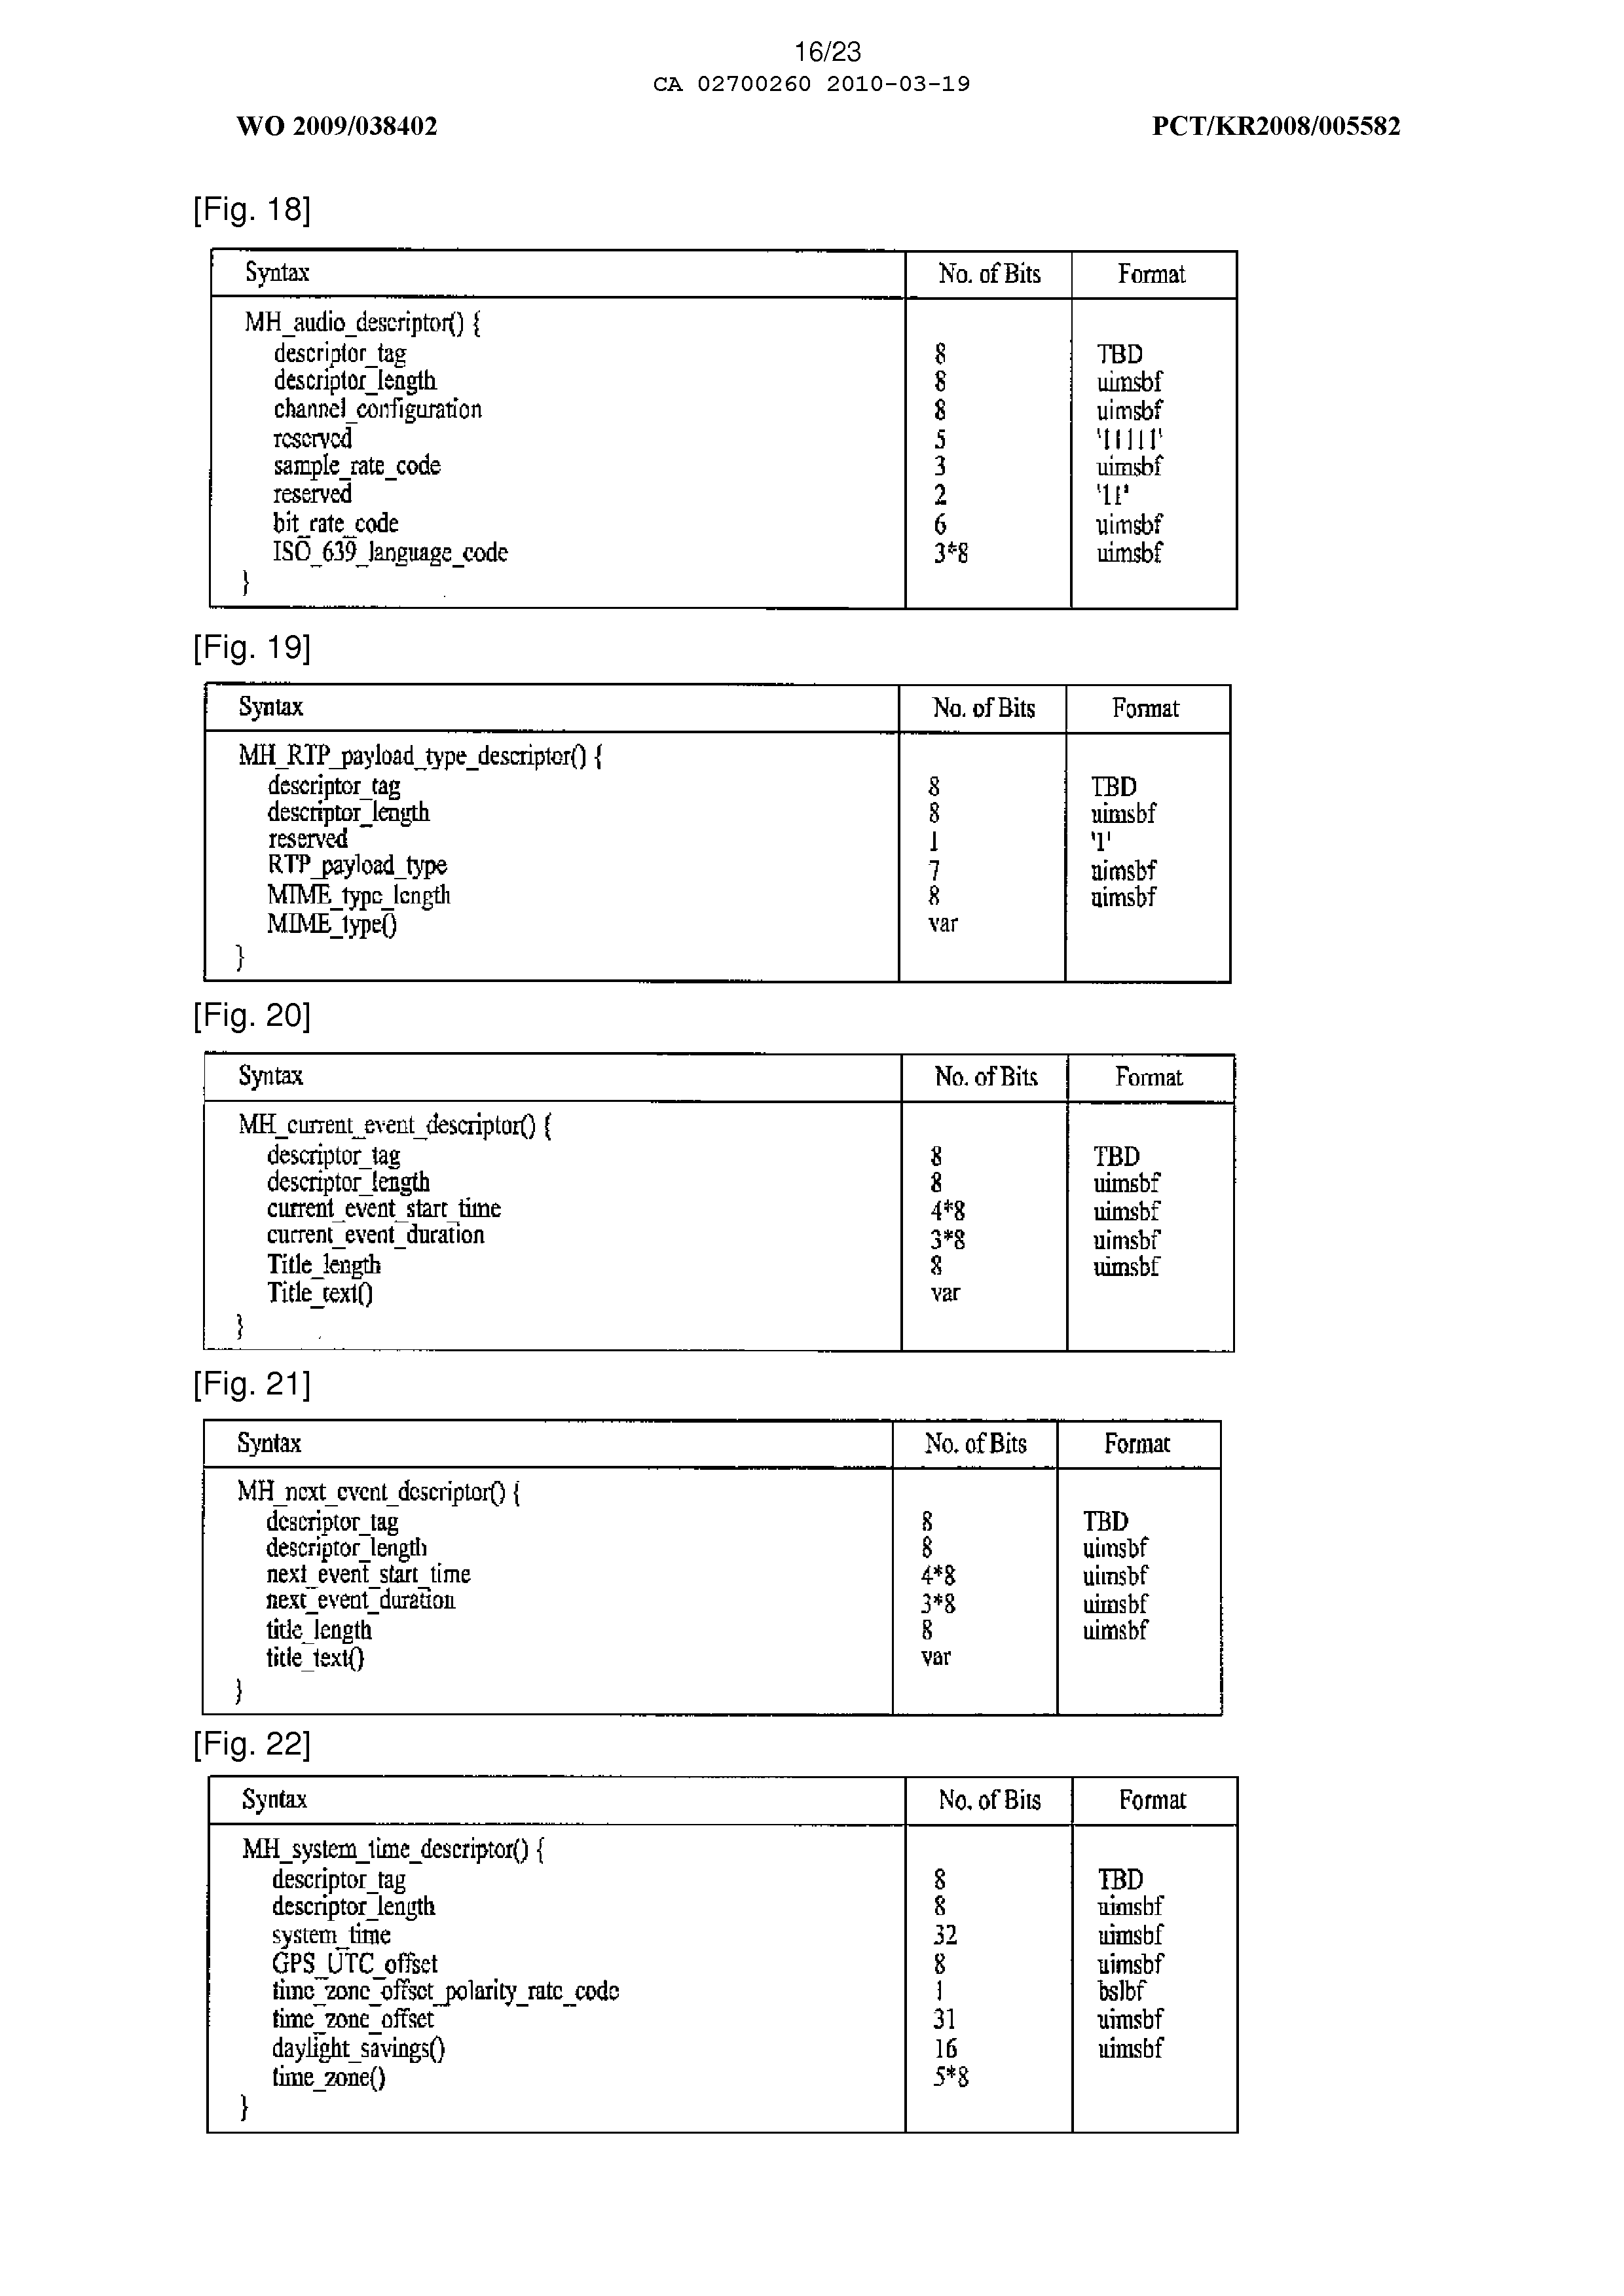 16/23
CA 02700260 2010-03-19
WO 2009/038402 PCT/KR2008/005582
[Fig. 18]
Syntax No. of Bits Format
MH_audio_descriptor() {
descriptor_tag 8 TBD
descriptor_length 8 uimsbf
channel_configuration 8 uimsbf
reserved 5 '11111'
sample_rate_code 3 uimsbf
reserved 2 '11'
bit_rate_code 6 uimsbf
ISO_639_language_code 3*8 uimsbf
}
[Fig. 19]
Syntax No. of Bits Format
MH_RTP_payload_type_descriptor() {
descriptor_tag 8 TBD
descriptor_length 8 uimsbf
reserved 1 '1'
RTP_payload_type 7 uimsbf
MIME_type_length 8 uimsbf
MIME_type() var
}
[Fig. 20]
Syntax No. of Bits Format
MH_current_event_descriptor() {
descriptor_tag 8 TBD
descriptor_length 8 uimsbf
current_event_start_time 4*8 uimsbf
current_event_duration 3*8 uimsbf
Title_length 8 uimsbf
Title_text() var
}
[Fig. 21]
Syntax No. of Bits Format
MH_next_event_descriptor() {
descriptor_tag 8 TBD
descriptor_length 8 uimsbf
next_event_start_time 4*8 uimsbf
next_event_duration 3*8 uimsbf
title_length 8 uimsbf
title_text() var
}
[Fig. 22]
Syntax No. of Bits Format
MH_system_time_descriptor() {
descriptor_tag 8 TBD
descriptor_length 8 uimsbf
system_time 32 uimsbf
GPS_UTC_offset 8 uimsbf
time_zone_offset_polarity_rate_code 1 bslbf
time_zone_offset 31 uimsbf
daylight_savings() 16 uimsbf
time_zone() 5*8
}